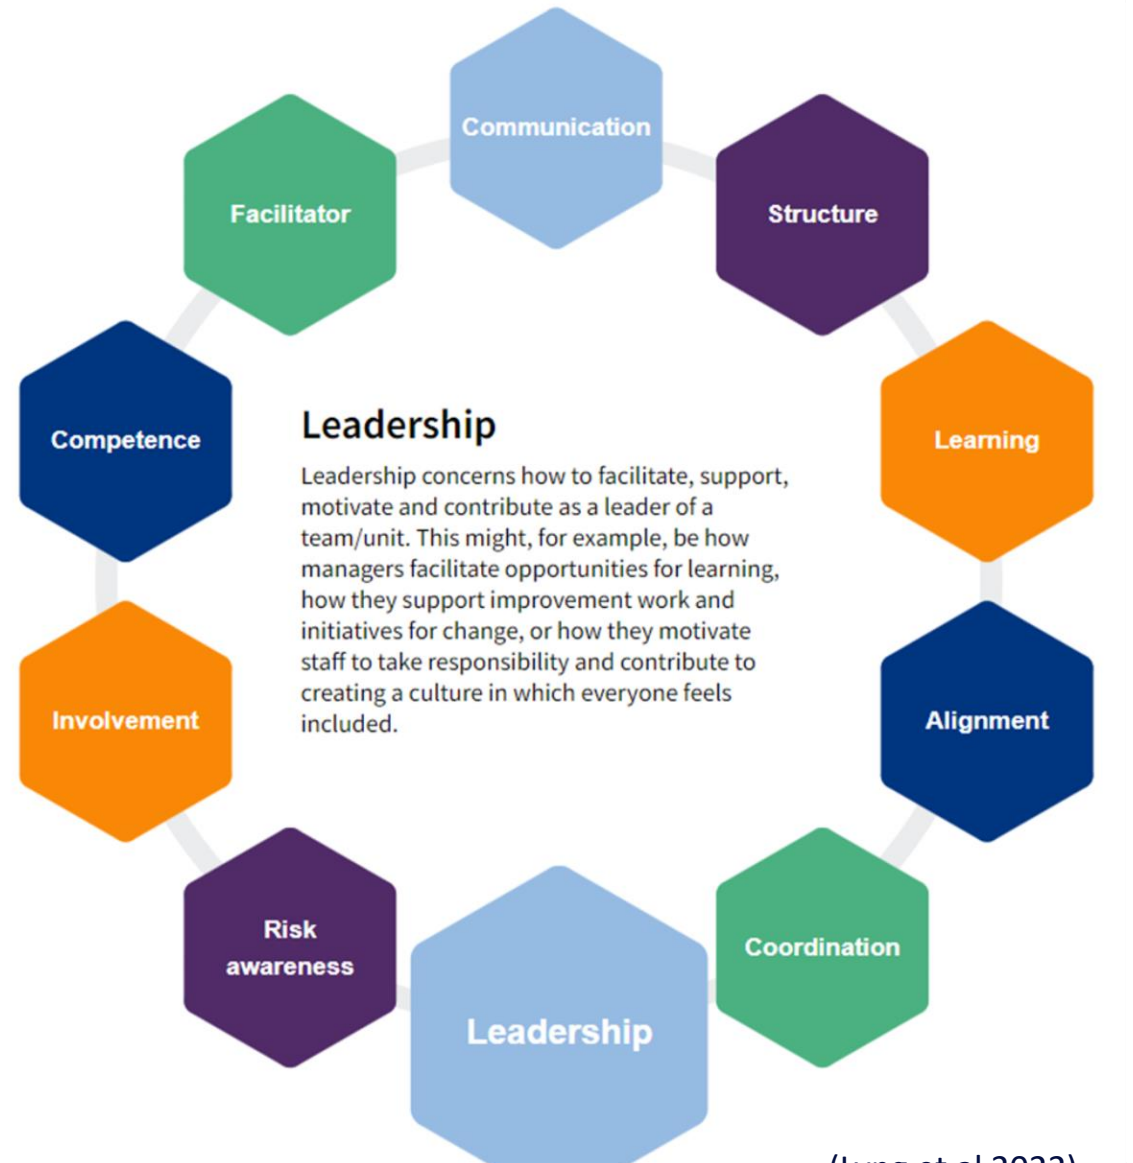 Communication
Facilitator
Structure
Competence
Learning
Leadership
Leadership concerns how to facilitate, support,
motivate and contribute as a leader of a
team/unit. This might, for example, be how
managers facilitate opportunities for learning,
how they support improvement work and
initiatives for change, or how they motivate
staff to take responsibility and contribute to
creating a culture in which everyone feels
included.
Involvement
Alignment
Risk
awareness
Coordination
Leadership
et al 2022)